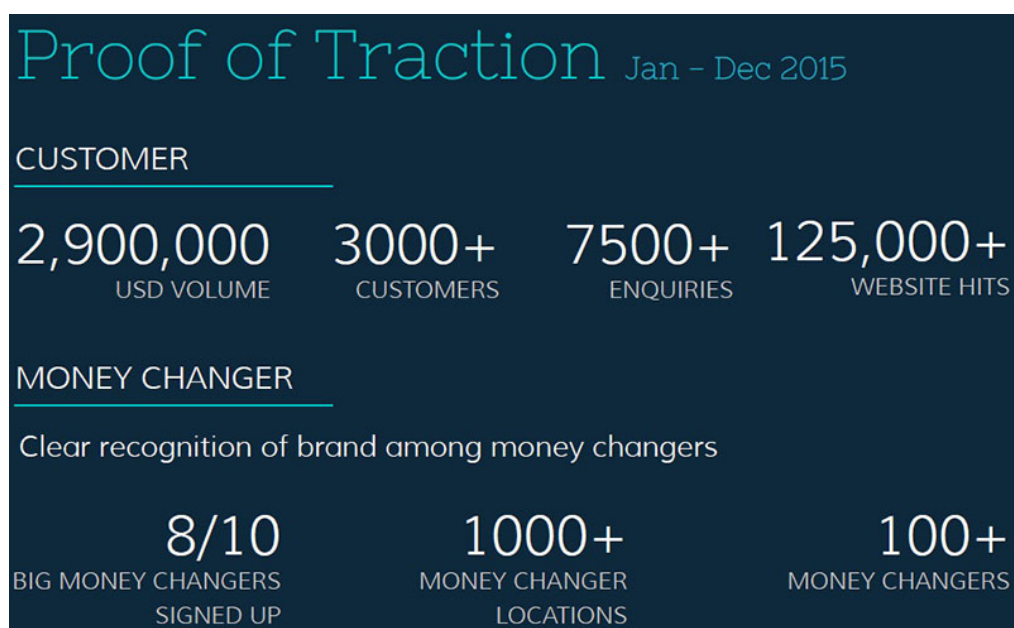 Proof of Traction Jan – Dec 2015
CUSTOMER
2,900,000 3000+ 7500+ 125,000+
USD VOLUME CUSTOMERS ENQUIRIES WEBSITE HITS
MONEY CHANGER
Clear recognition of brand among money changers
8/10 1000+ 100+
BIG MONEY CHANGERS MONEY CHANGER MONEY CHANGERS
SIGNED UP LOCATIONS